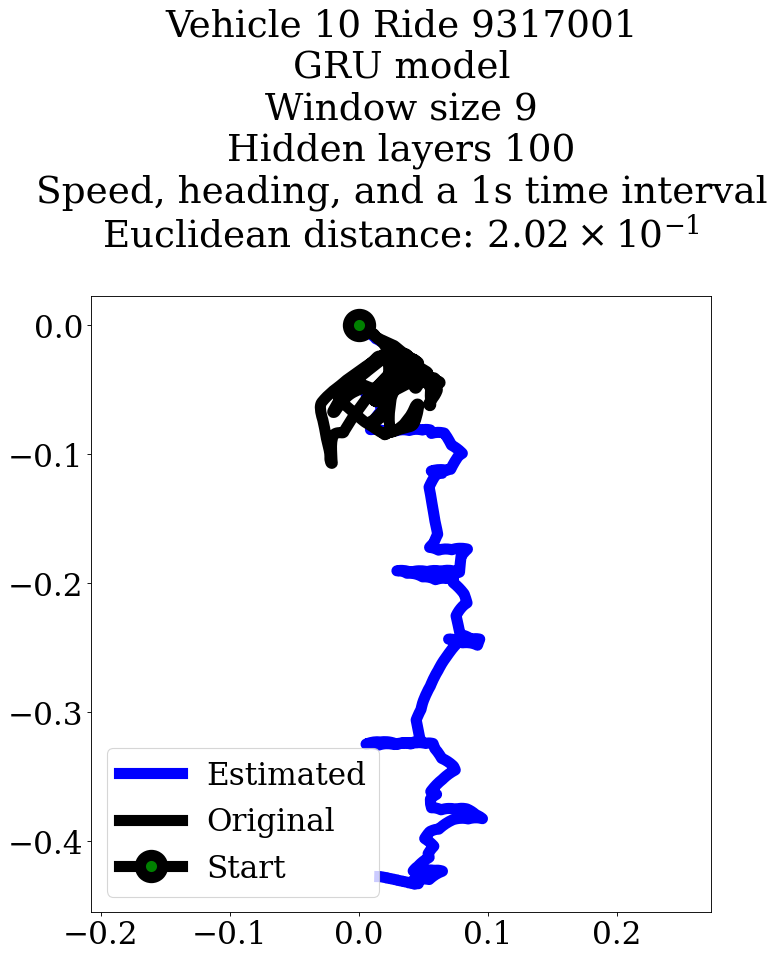 Vehicle 10 Ride 9317001
GRU model
Window size 9
Hidden layers 100
Speed, heading, and a 1s time interval
Euclidean distance: 2.02 × 10⁻¹
0.0
−0.1
−0.2
−0.3
−0.4
Estimated
Original
Start
−0.2 −0.1 0.0 0.1 0.2